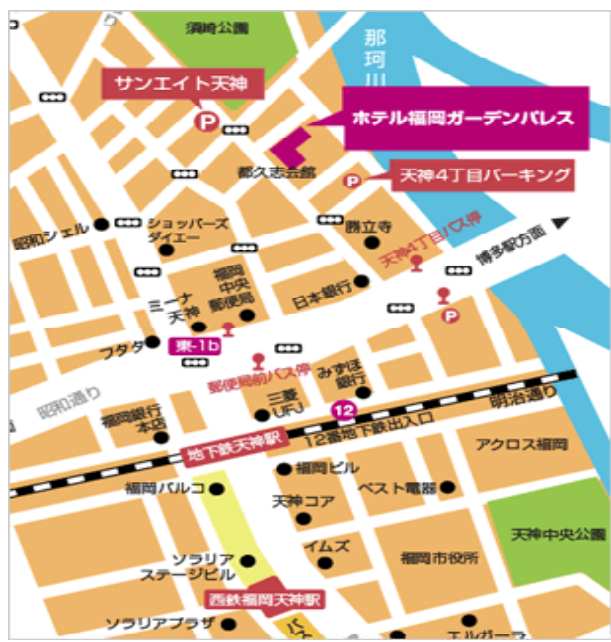 須崎公園
那
珂
川
サンエイト天神
P
ホテル福岡ガーデンパレス
都久志会館
P
天神4丁目パーキング
昭和シェル
ショッパーズ
ダイエー
勝立寺
天神4丁目バス停
博多駅方面
福岡
中央
郵便局
日本銀行
ミーナ
天神
P
フタタ
東-1b
郵便局前バス停
みずほ
銀行
昭和通り
三菱
UFJ
12
明治通り
福岡銀行
本店
地下鉄天神駅
12番地下鉄出入口
アクロス福岡
福岡ビル
福岡パルコ
ベスト電器
天神コア
天神中央公園
ソラリア
ステージビル
イムズ
福岡市役所
西鉄福岡天神駅
ソラリアプラザ
バス
エルガーラ